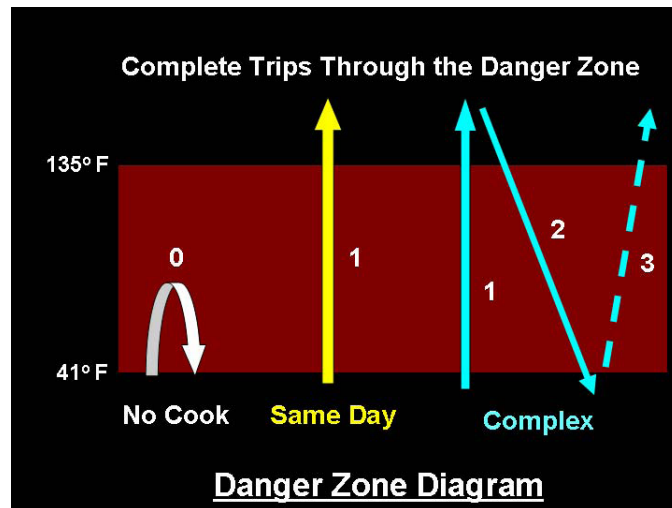 Complete Trips Through the Danger Zone
135° F
0
1
2
1
3
41° F
No Cook
Same Day
Complex
Danger Zone Diagram